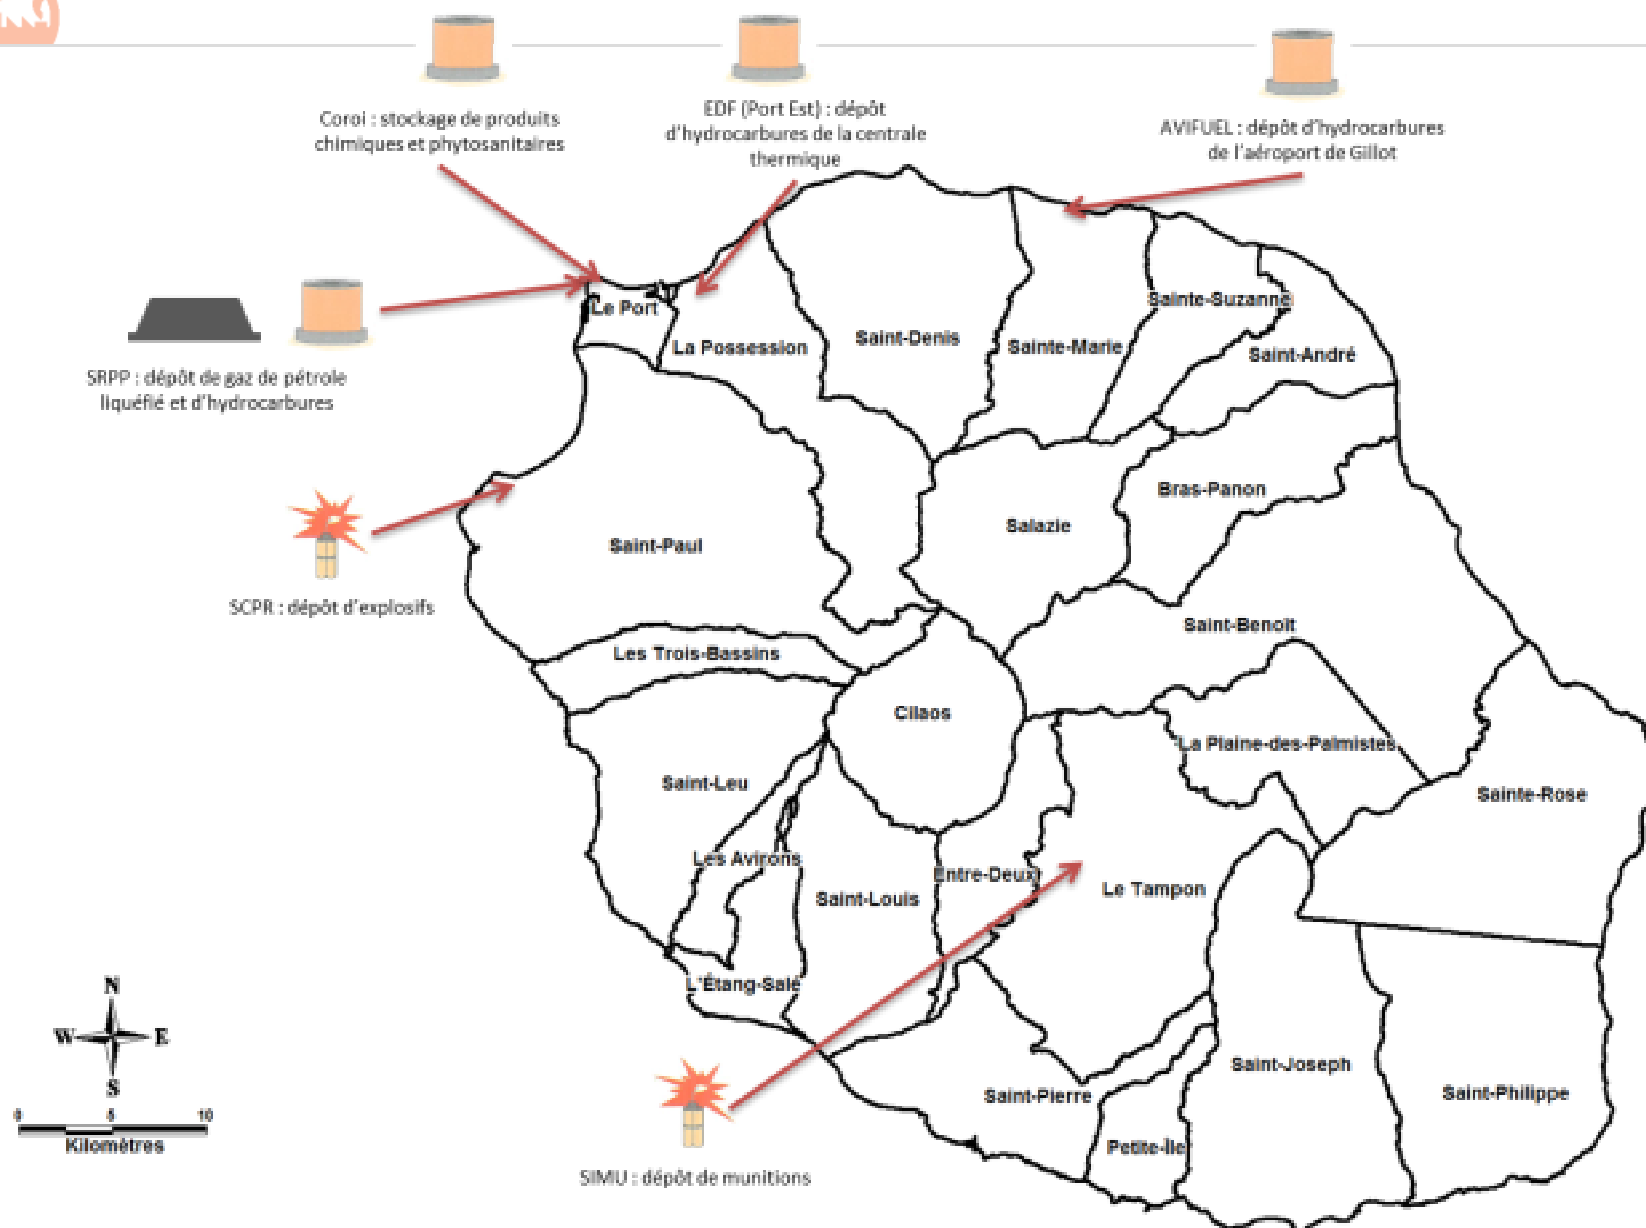 Coroi : stockage de produits
chimiques et phytosanitaires
EDF (Port Est) : dépôt
d'hydrocarbures de la centrale
thermique
AVIFUEL : dépôt d'hydrocarbures
de l'aéroport de Gillot
SRPP : dépôt de gaz de pétrole
liquéfié et d'hydrocarbures
SCPR : dépôt d'explosifs
SIMU : dépôt de munitions
Le Port
La Possession
Saint-Denis
Sainte-Marie
Sainte-Suzanne
Saint-André
Bras-Panon
Salazie
Saint-Paul
Saint-Benoît
Les Trois-Bassins
Cilaos
La Plaine-des-Palmistes
Saint-Leu
Sainte-Rose
Les Avirons
Entre-Deux
Saint-Louis
Le Tampon
L'Étang-Salé
Saint-Joseph
Saint-Pierre
Saint-Philippe
Petite-Île
N
W E
S
0 5 10
Kilomètres